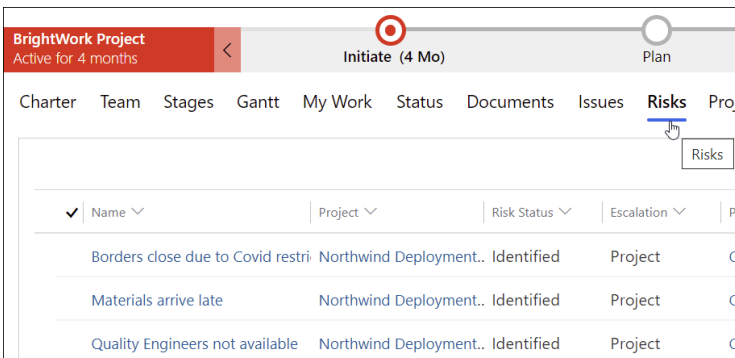 BrightWork Project
Active for 4 months
Initiate (4 Mo)
Plan
Charter Team Stages Gantt My Work Status Documents Issues Risks Proj
Risks
Name Project Risk Status Escalation P
Borders close due to Covid restri Northwind Deployment.. Identified Project
Materials arrive late Northwind Deployment.. Identified Project
Quality Engineers not available Northwind Deployment.. Identified Project